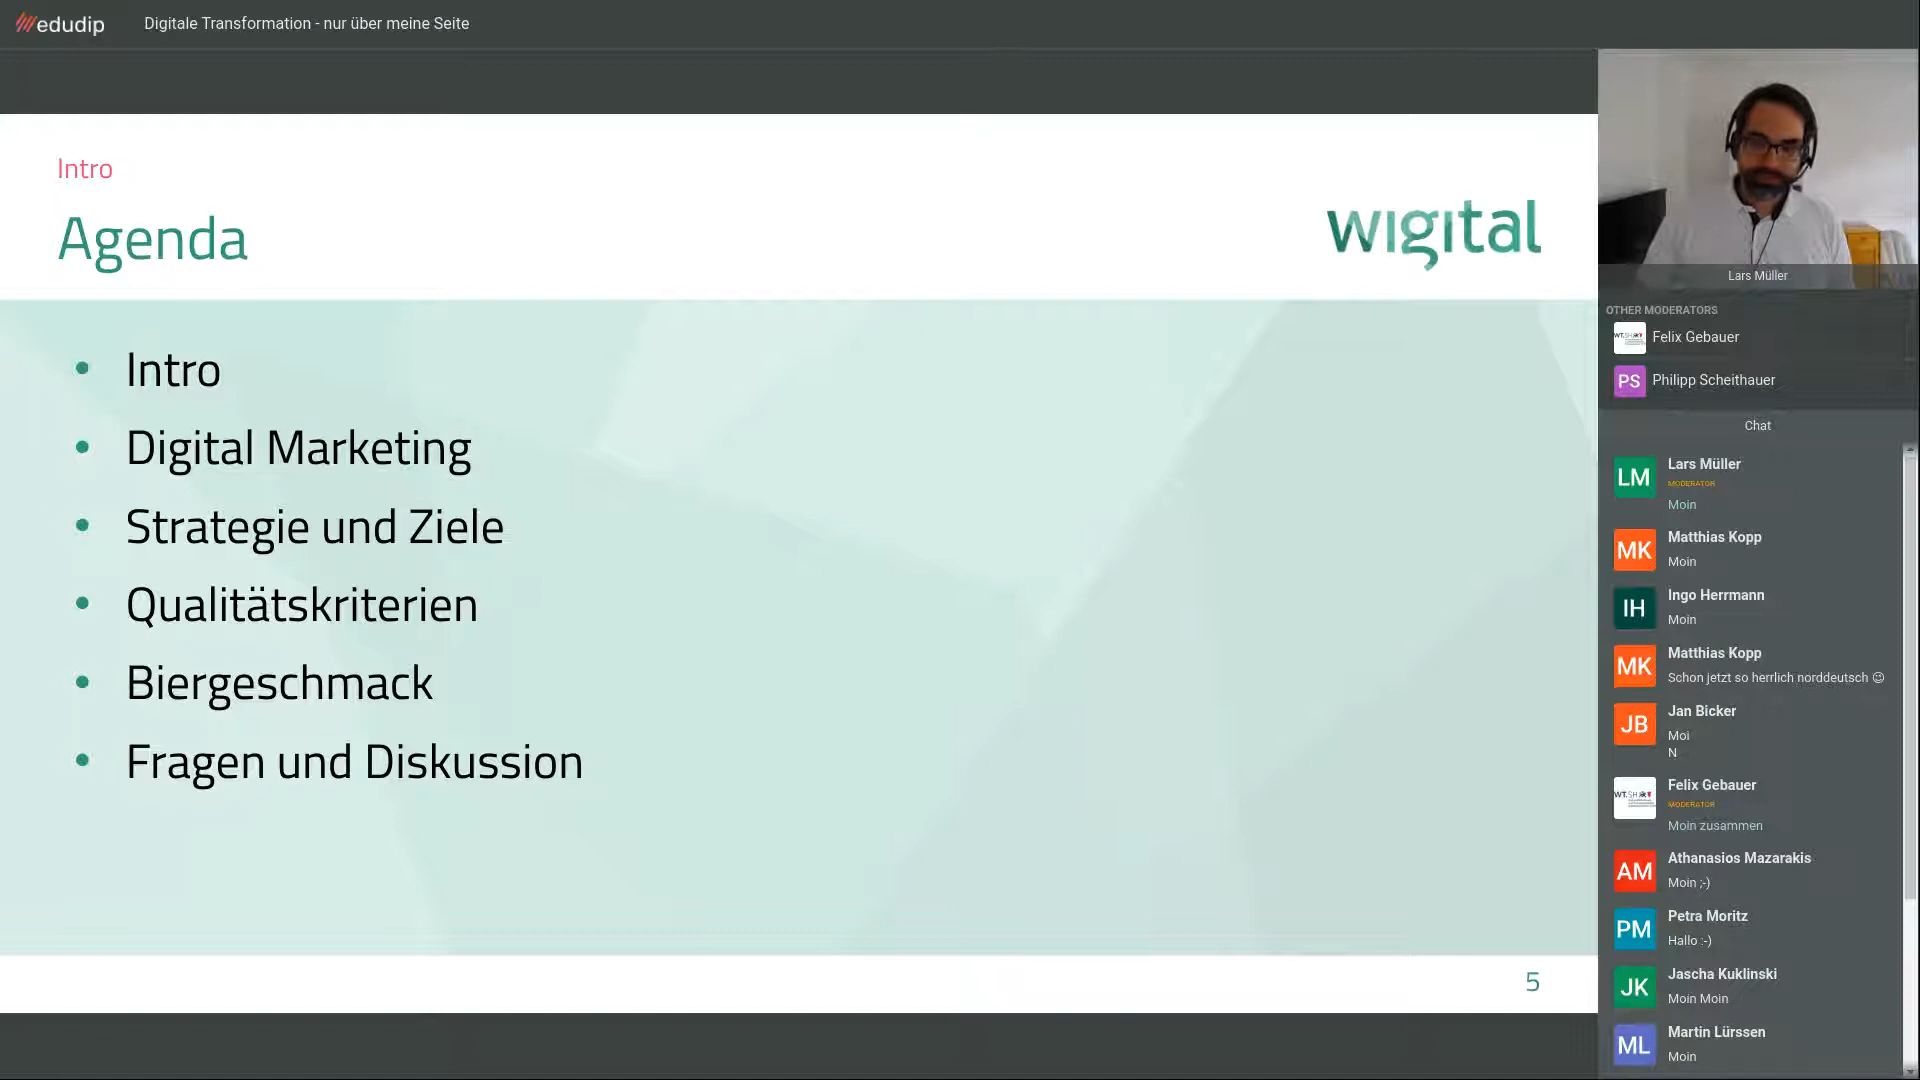 edudip
Digitale Transformation - nur über meine Seite
Intro
Agenda
wigital
Intro
Digital Marketing
Strategie und Ziele
Qualitätskriterien
Biergeschmack
Fragen und Diskussion
5
Lars Müller
OTHER MODERATORS
Felix Gebauer
PS
Philipp Scheithauer
Chat
LM
Lars Müller
MODERATOR
Moin
MK
Matthias Kopp
Moin
IH
Ingo Herrmann
Moin
MK
Matthias Kopp
Schon jetzt so herrlich norddeutsch 😉
JB
Jan Bicker
Moi
N
WT.SH
Felix Gebauer
MODERATOR
Moin zusammen
AM
Athanasios Mazarakis
Moin ;-)
PM
Petra Moritz
Hallo :-)
JK
Jascha Kuklinski
Moin Moin
ML
Martin Lürssen
Moin